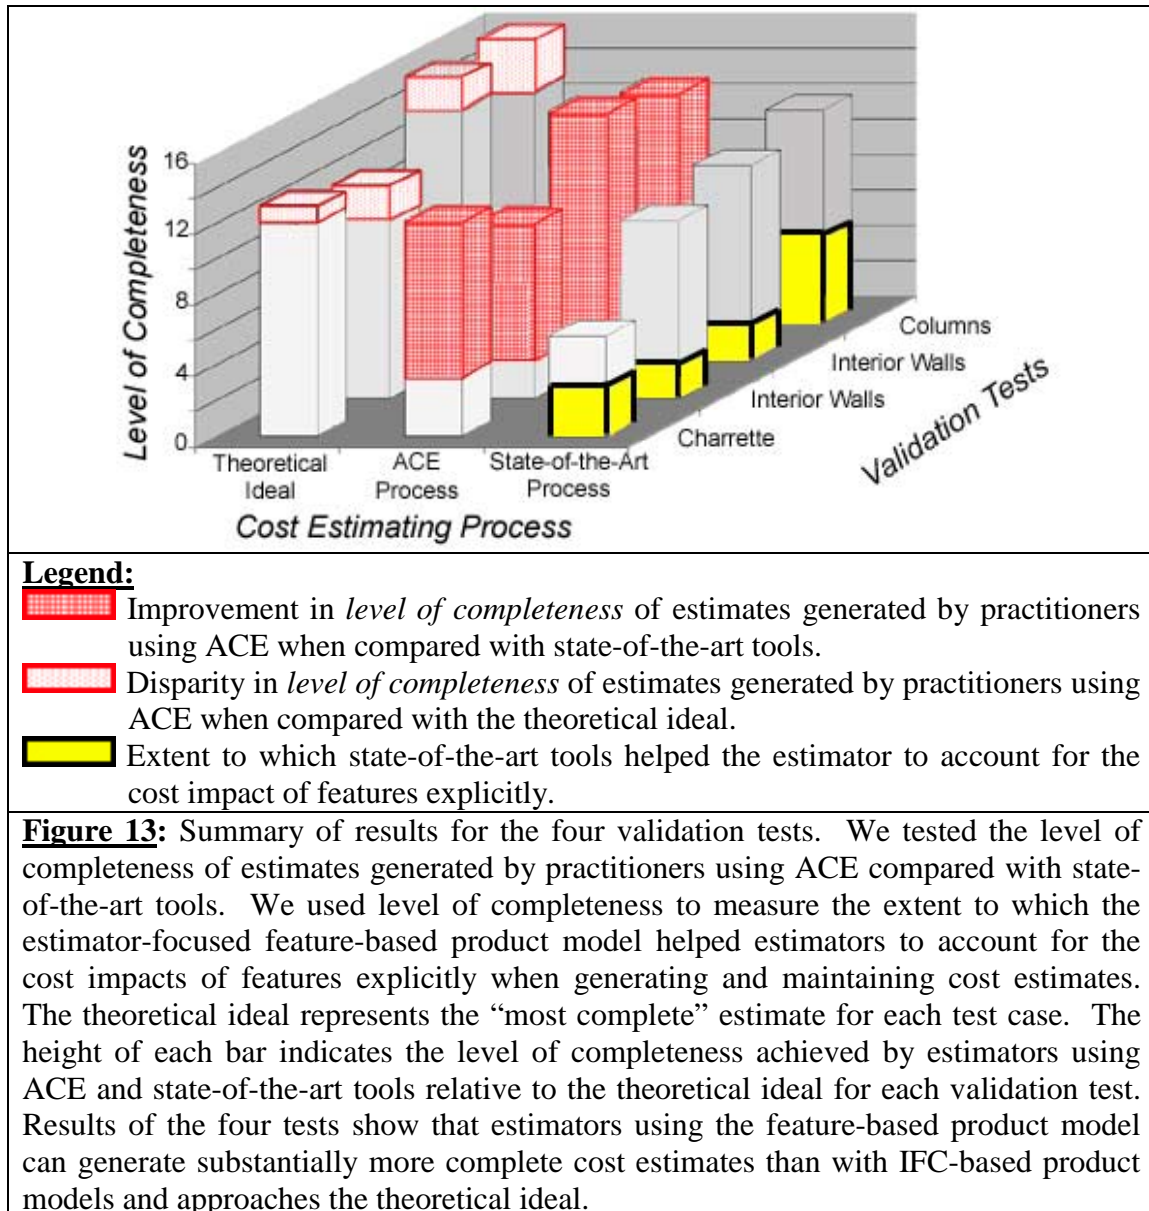 16
12
8
4
0
Level of Completeness
Theoretical
Ideal
ACE
Process
State-of-the-Art
Process
Cost Estimating Process
Charrette
Interior Walls
Interior Walls
Columns
Validation Tests
Legend:
Improvement in level of completeness of estimates generated by practitioners
using ACE when compared with state-of-the-art tools.
Disparity in level of completeness of estimates generated by practitioners using
ACE when compared with the theoretical ideal.
Extent to which state-of-the-art tools helped the estimator to account for the
cost impact of features explicitly.
Figure 13: Summary of results for the four validation tests. We tested the level of
completeness of estimates generated by practitioners using ACE compared with state-
of-the-art tools. We used level of completeness to measure the extent to which the
estimator-focused feature-based product model helped estimators to account for the
cost impacts of features explicitly when generating and maintaining cost estimates.
The theoretical ideal represents the “most complete” estimate for each test case. The
height of each bar indicates the level of completeness achieved by estimators using
ACE and state-of-the-art tools relative to the theoretical ideal for each validation test.
Results of the four tests show that estimators using the feature-based product model
can generate substantially more complete cost estimates than with IFC-based product
models and approaches the theoretical ideal.